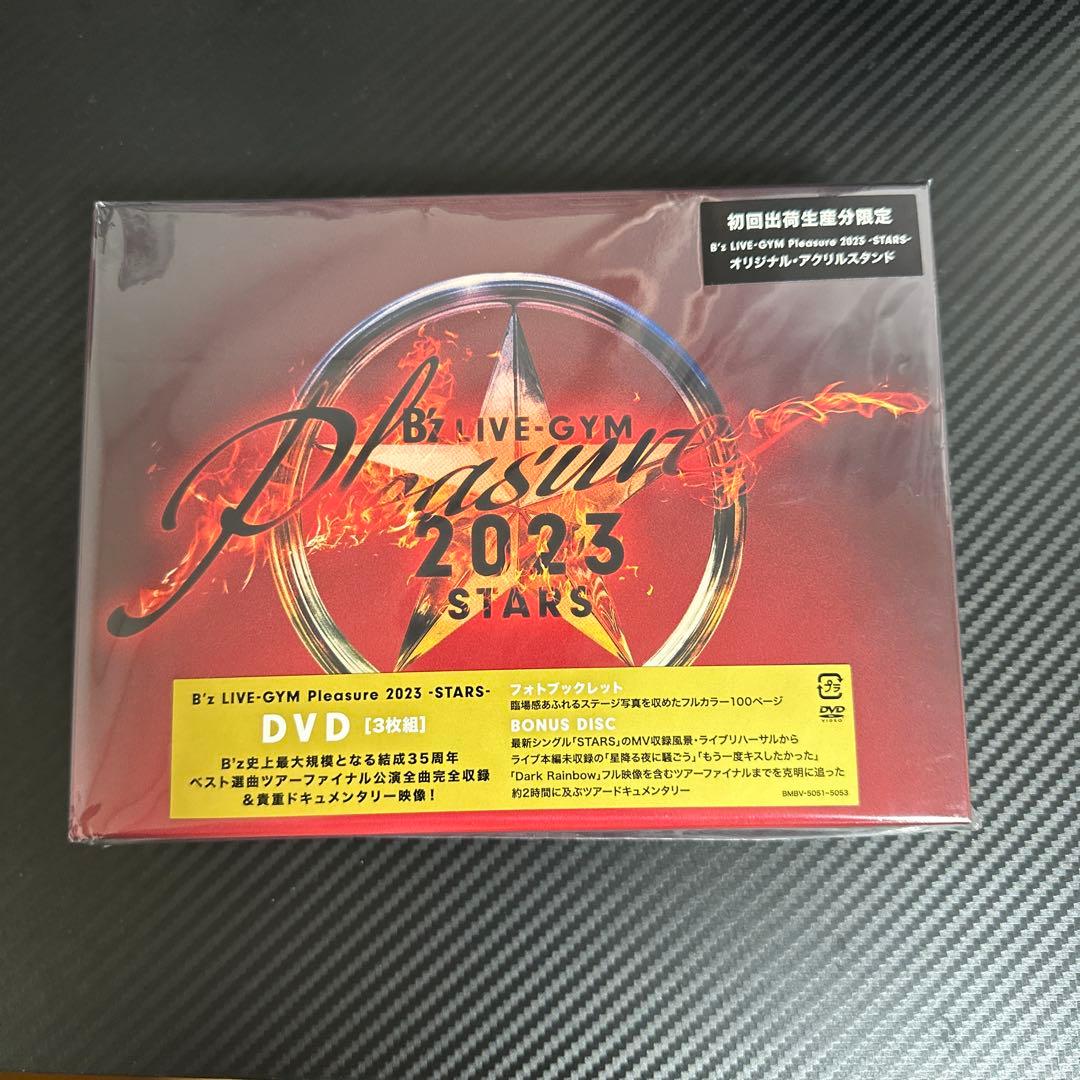 初回出荷生産分限定
B'z LIVE-GYM Pleasure 2023 -STARS-
オリジナル・アクリルスタンド
B'z LIVE-GYM
Pleasure
2023
STARS
B'z LIVE-GYM Pleasure 2023 -STARS-
DVD [3枚組]
B'z史上最大規模となる結成35周年
ベスト選曲ツアーファイナル公演全曲完全収録
&貴重ドキュメンタリー映像！
フォトブックレット
臨場感あふれるステージ写真を収めたフルカラー100ページ
BONUS DISC
最新シングル「STARS」のMV収録風景・ライブリハーサルから
ライブ本編未収録の「星降る夜に騒ごう」「もう一度キスしたかった」
「Dark Rainbow」フル映像を含むツアーファイナルまでを克明に追った
約2時間に及ぶツアードキュメンタリー
プラ
DVD
VIDEO
BMBV-5051~5053